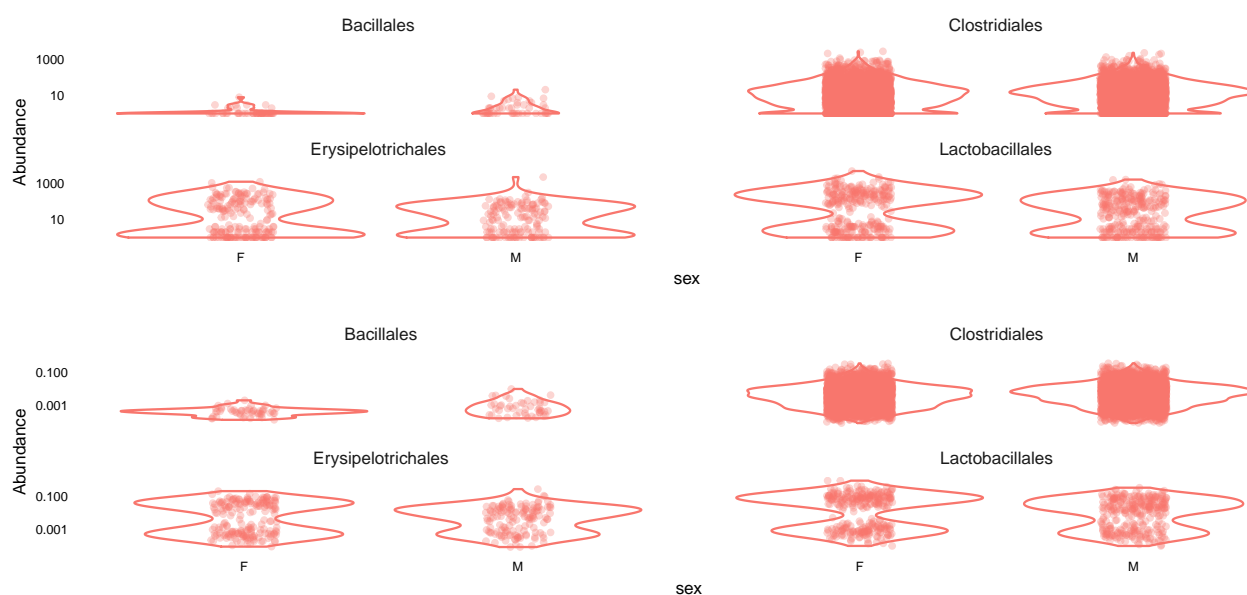 Bacillales
Clostridiales
1000
10
Abundance
Erysipelotrichales
Lactobacillales
1000
10
F
M
F
M
sex
Bacillales
Clostridiales
0.100
0.001
Abundance
Erysipelotrichales
Lactobacillales
0.100
0.001
F
M
F
M
sex